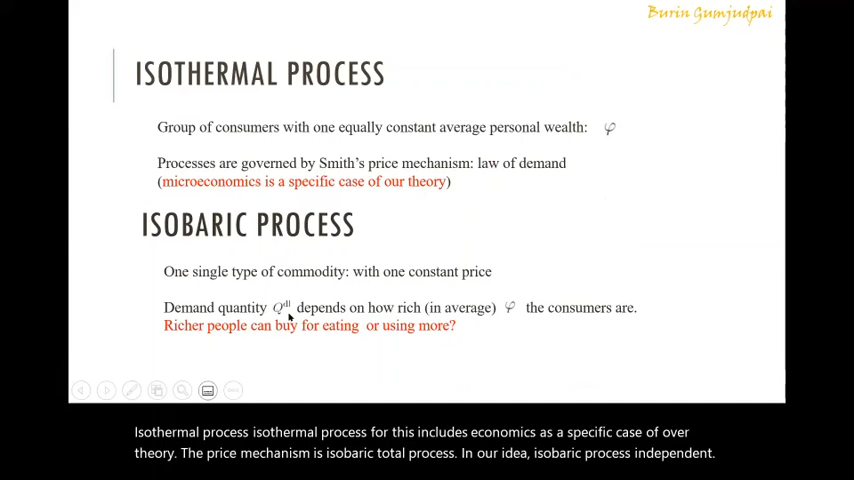 Burin Gumjudpai
ISOTHERMAL PROCESS
Group of consumers with one equally constant average personal wealth: φ
Processes are governed by Smith's price mechanism: law of demand
(microeconomics is a specific case of our theory)
ISOBARIC PROCESS
One single type of commodity: with one constant price
Demand quantity Q^dl depends on how rich (in average) φ the consumers are.
Richer people can buy for eating or using more?
Isothermal process isothermal process for this includes economics as a specific case of over
theory. The price mechanism is isobaric total process. In our idea, isobaric process independent.